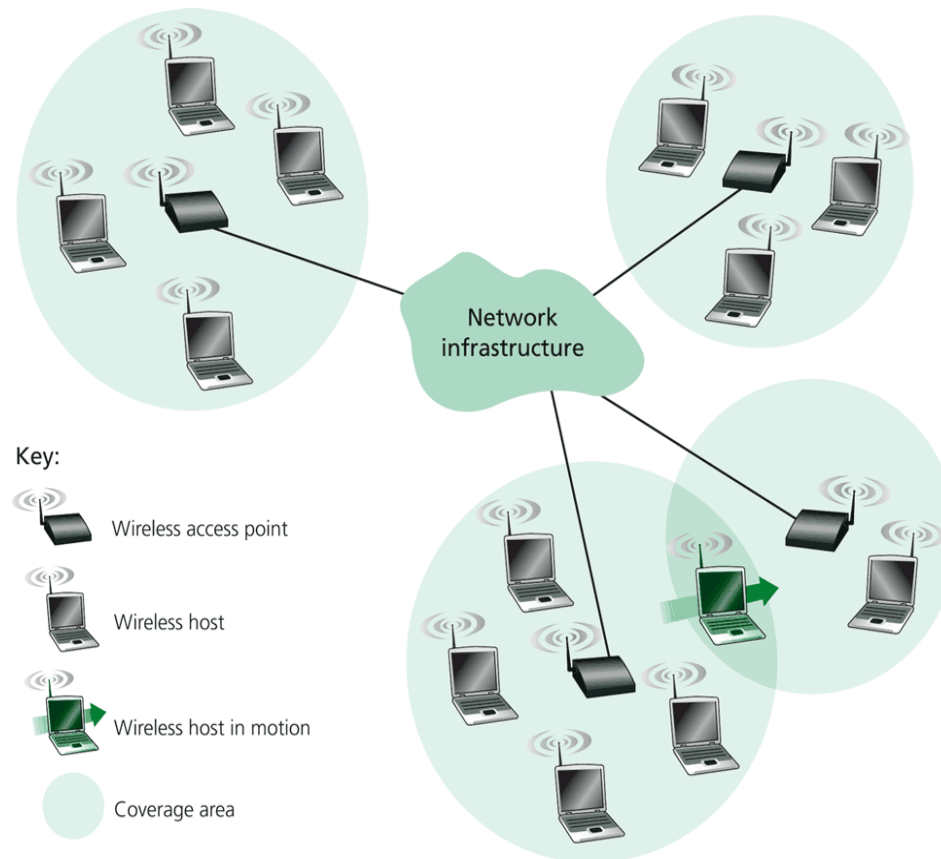 Network
infrastructure
Key:
Wireless access point
Wireless host
Wireless host in motion
Coverage area